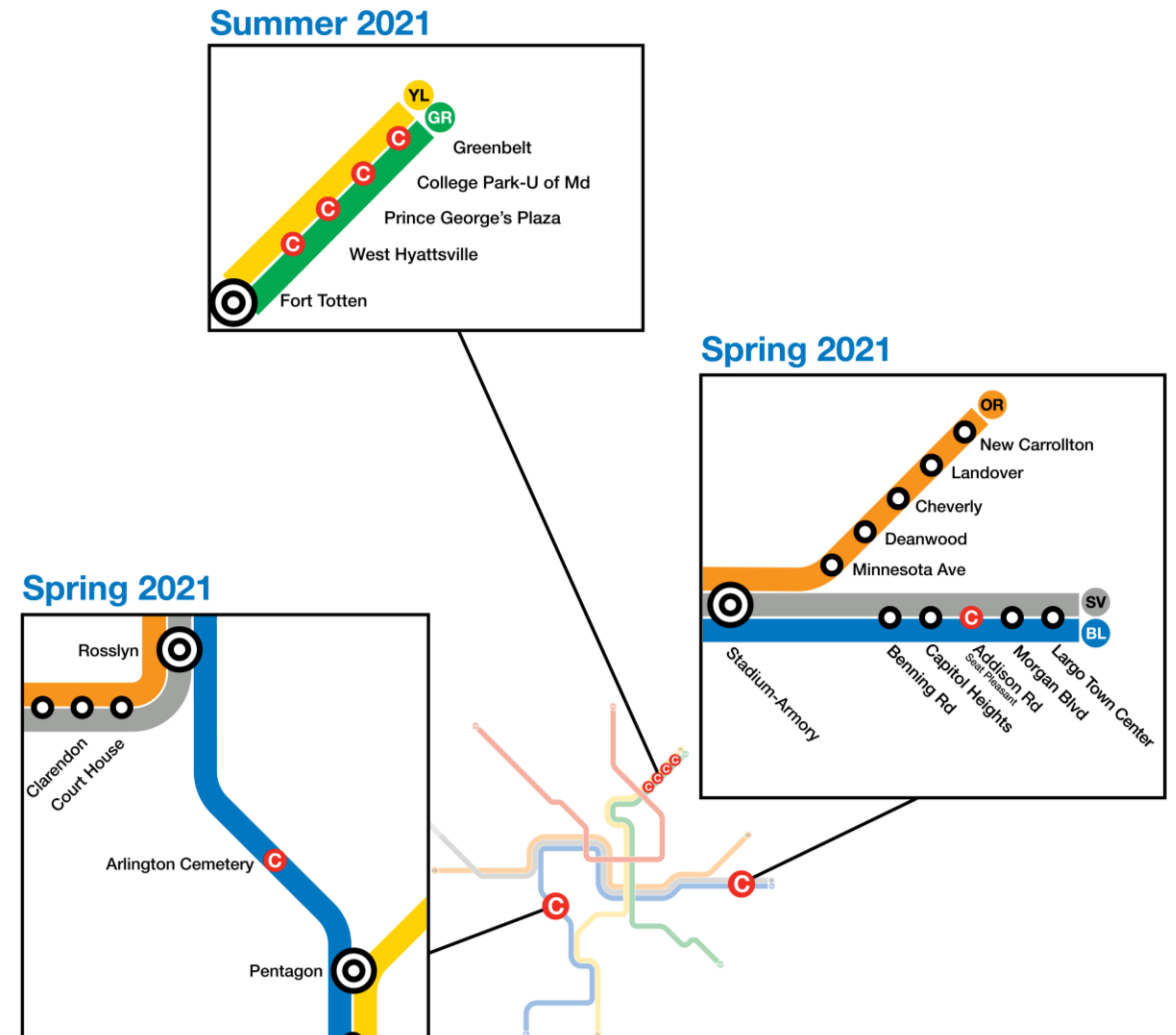 Summer 2021
YL
GR
C
Greenbelt
C
College Park-U of Md
C
Prince George’s Plaza
C
West Hyattsville
Fort Totten
Spring 2021
OR
New Carrollton
Landover
Cheverly
Deanwood
Minnesota Ave
SV
BL
C
Stadium-Armory
Benning Rd
Capitol Heights
Addison Rd
Seat Pleasant
Morgan Blvd
Largo Town Center
Spring 2021
Rosslyn
Clarendon
Court House
Arlington Cemetery
C
Pentagon
C
C
C
C
C
C